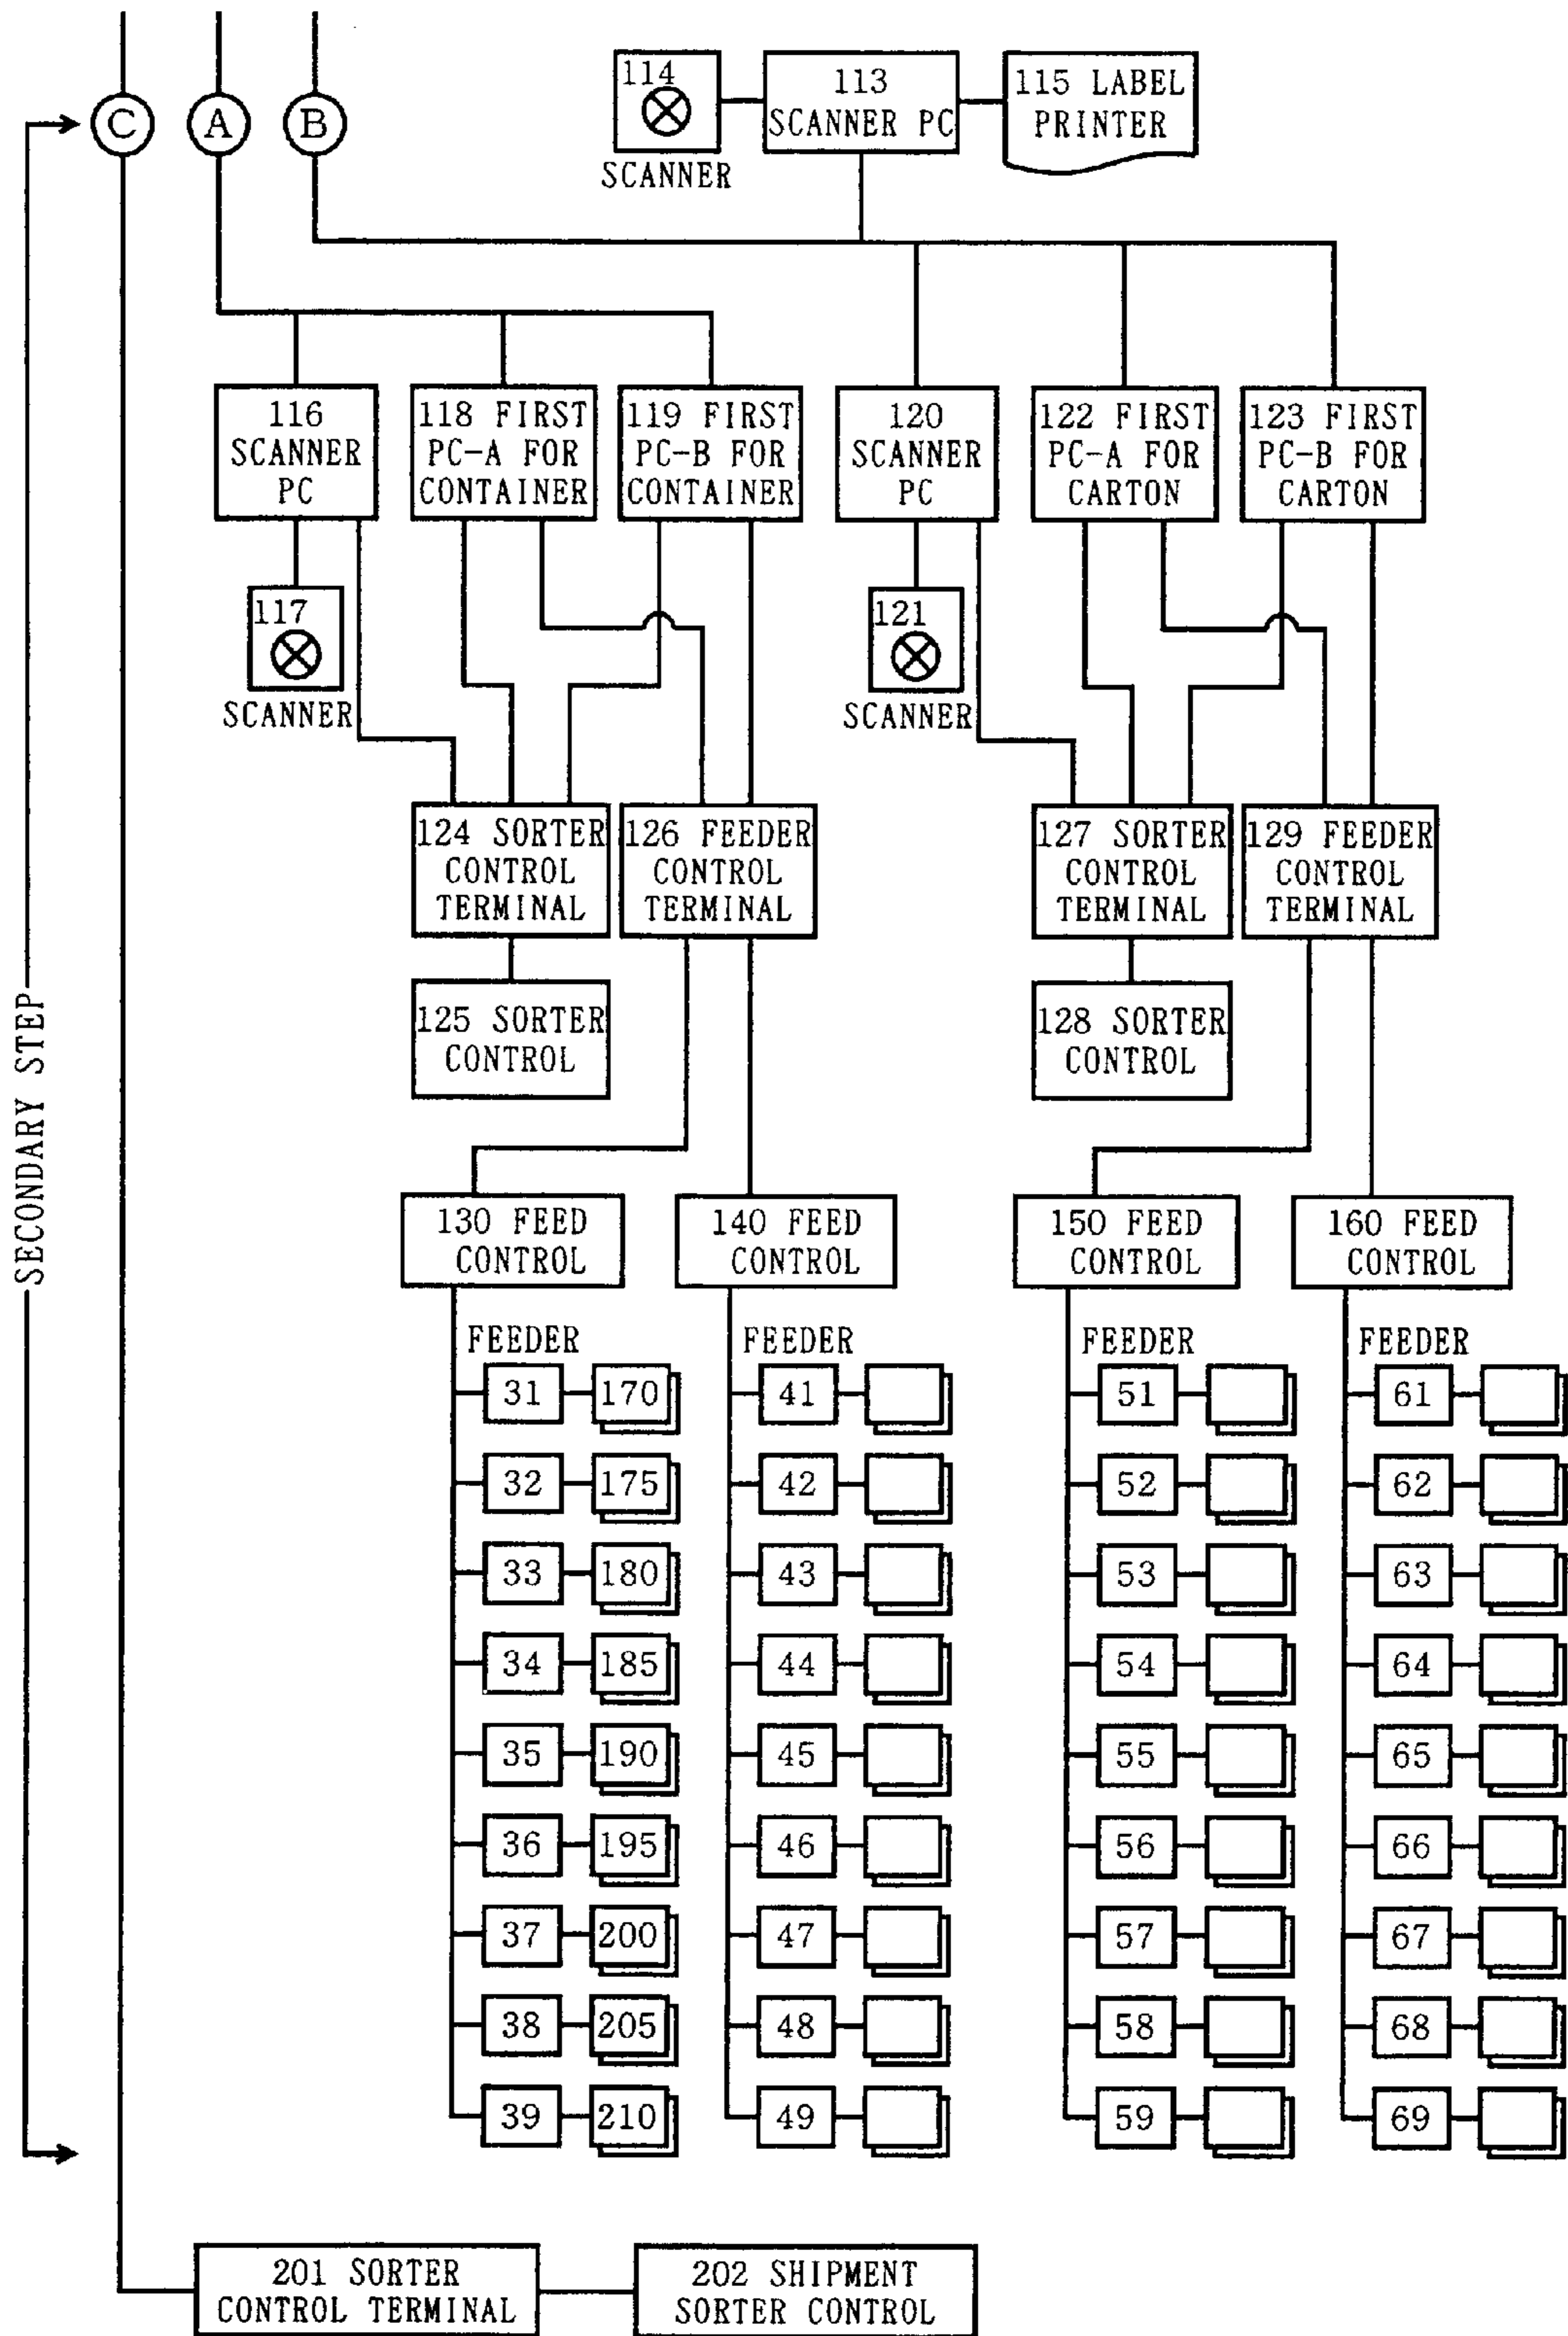 C A B
114
SCANNER
113
SCANNER PC
115 LABEL
PRINTER
116
SCANNER
PC
118 FIRST
PC-A FOR
CONTAINER
119 FIRST
PC-B FOR
CONTAINER
120
SCANNER
PC
122 FIRST
PC-A FOR
CARTON
123 FIRST
PC-B FOR
CARTON
117
SCANNER
121
SCANNER
124 SORTER
CONTROL
TERMINAL
126 FEEDER
CONTROL
TERMINAL
127 SORTER
CONTROL
TERMINAL
129 FEEDER
CONTROL
TERMINAL
125 SORTER
CONTROL
128 SORTER
CONTROL
SECONDARY STEP
130 FEED
CONTROL
140 FEED
CONTROL
150 FEED
CONTROL
160 FEED
CONTROL
FEEDER
31 170
32 175
33 180
34 185
35 190
36 195
37 200
38 205
39 210
FEEDER
41
42
43
44
45
46
47
48
49
FEEDER
51
52
53
54
55
56
57
58
59
FEEDER
61
62
63
64
65
66
67
68
69
201 SORTER
CONTROL TERMINAL
202 SHIPMENT
SORTER CONTROL